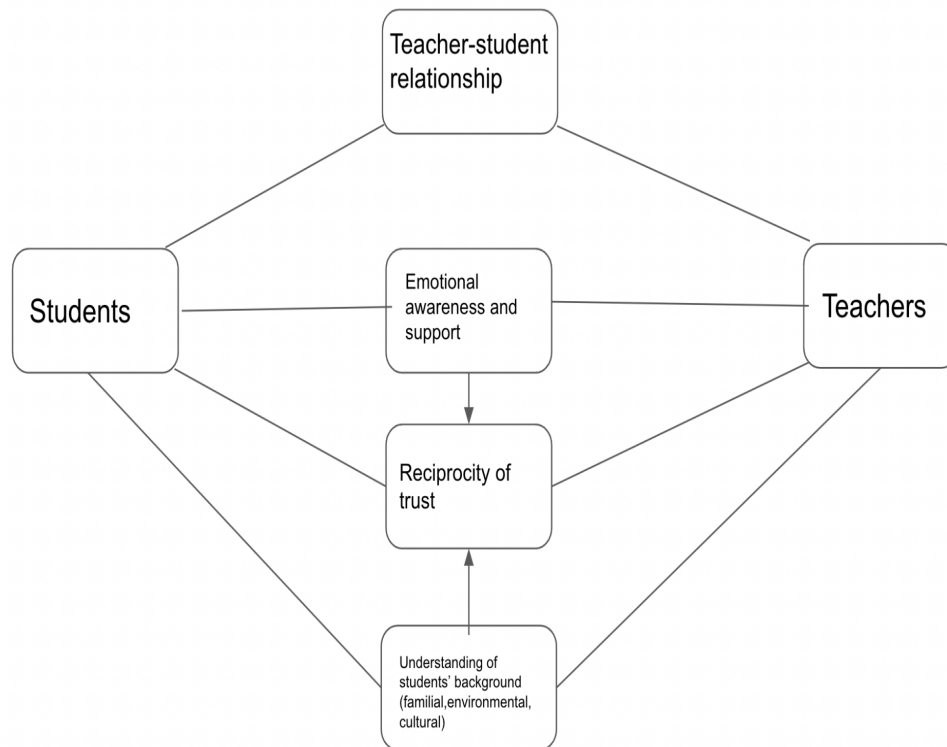 Teacher-student
relationship
Students
Emotional
awareness and
support
Teachers
Reciprocity of
trust
Understanding of
students’ background
(familial,environmental,
cultural)